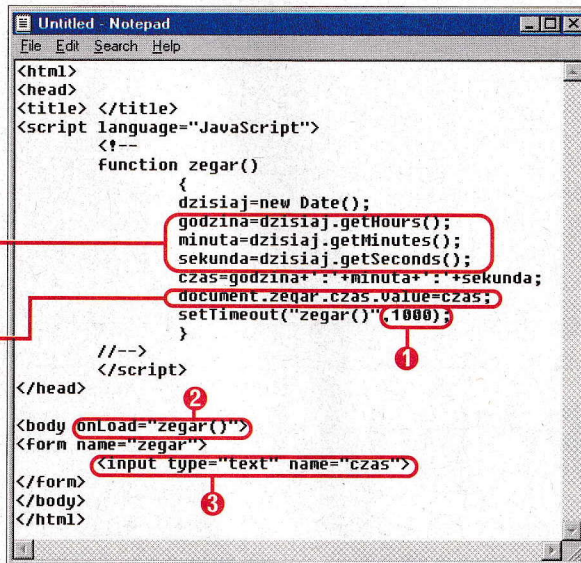 Untitled - Notepad
File Edit Search Help
<html>
<head>
<title> </title>
<script language="JavaScript">
<!--
function zegar()
{
dzisiaj=new Date();
godzina=dzisiaj.getHours();
minuta=dzisiaj.getMinutes();
sekunda=dzisiaj.getSeconds();
czas=godzina+':'+minuta+':'+sekunda;
document.zegar.czas.value=czas;
setTimeout("zegar()",1000);
1
}
//-->
</script>
</head>
2
<body onLoad="zegar()">
<form name="zegar">
<input type="text" name="czas">
</form>
3
</body>
</html>